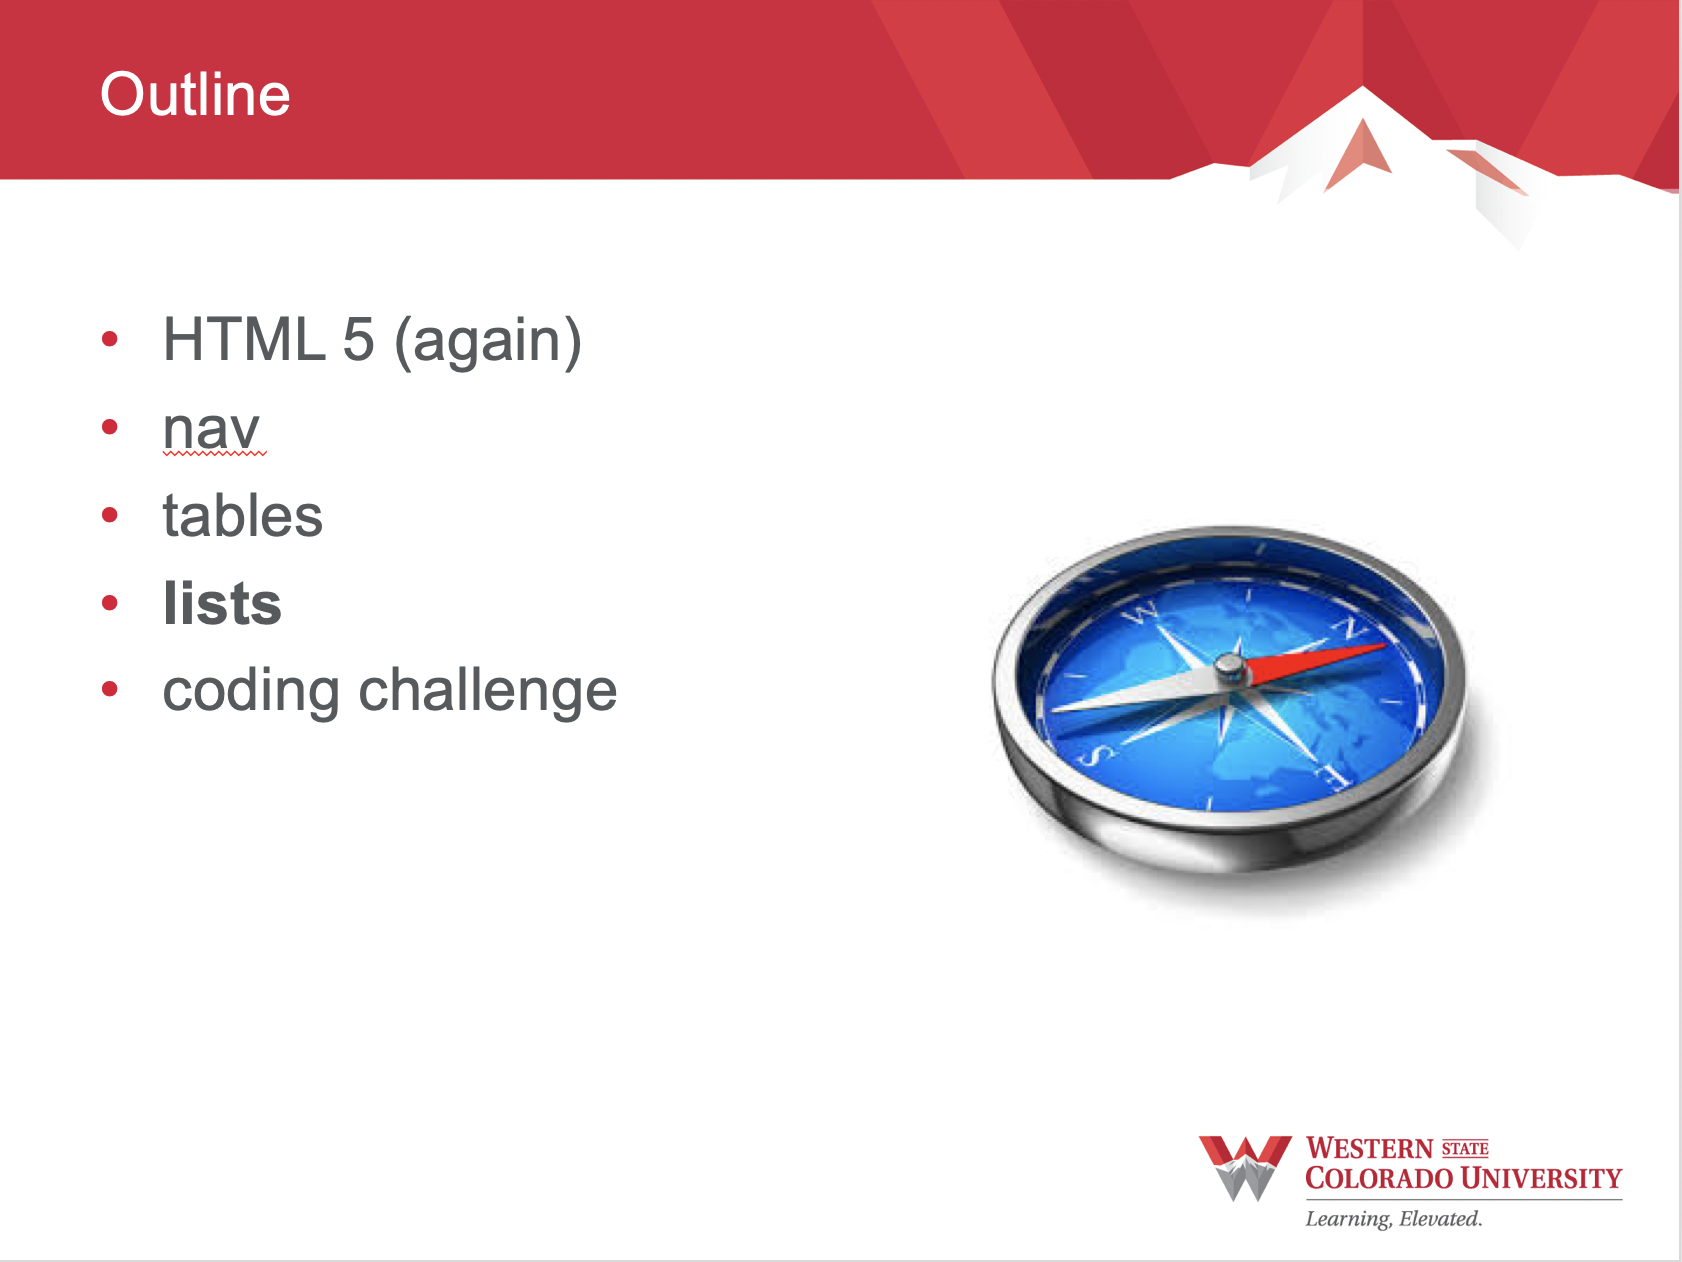 Outline
• HTML 5 (again)
• nav
• tables
• lists
• coding challenge
W
N
S
E
WESTERN STATE
COLORADO UNIVERSITY
Learning, Elevated.